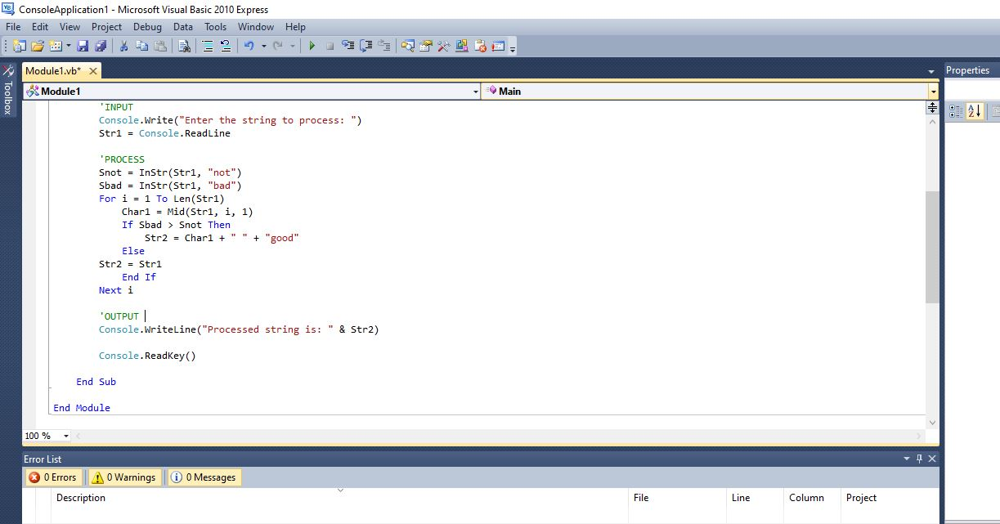 ConsoleApplication1 - Microsoft Visual Basic 2010 Express
File Edit View Project Debug Data Tools Window Help
Module1.vb*
Properties
Toolbox
Module1 Main
'INPUT
Console.Write("Enter the string to process: ")
Str1 = Console.ReadLine
'PROCESS
Snot = InStr(Str1, "not")
Sbad = InStr(Str1, "bad")
For i = 1 To Len(Str1)
Char1 = Mid(Str1, i, 1)
If Sbad > Snot Then
Str2 = Char1 + " " + "good"
Else
Str2 = Str1
End If
Next i
'OUTPUT
Console.WriteLine("Processed string is: " & Str2)
Console.ReadKey()
End Sub
End Module
100 %
Error List
0 Errors 0 Warnings 0 Messages
Description File Line Column Project